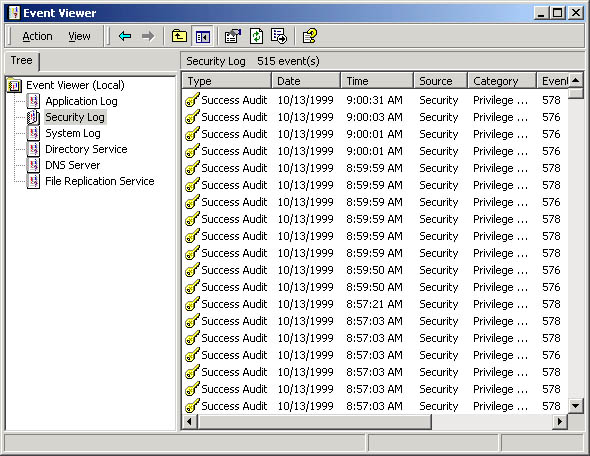 Event Viewer
Action View
Tree
Security Log 515 event(s)
Event Viewer (Local)
Application Log
Security Log
System Log
Directory Service
DNS Server
File Replication Service
Type Date Time Source Category Event
Success Audit 10/13/1999 9:00:31 AM Security Privilege ... 578
Success Audit 10/13/1999 9:00:03 AM Security Privilege ... 576
Success Audit 10/13/1999 9:00:01 AM Security Privilege ... 576
Success Audit 10/13/1999 9:00:01 AM Security Privilege ... 576
Success Audit 10/13/1999 8:59:59 AM Security Privilege ... 578
Success Audit 10/13/1999 8:59:59 AM Security Privilege ... 578
Success Audit 10/13/1999 8:59:59 AM Security Privilege ... 578
Success Audit 10/13/1999 8:59:59 AM Security Privilege ... 578
Success Audit 10/13/1999 8:59:59 AM Security Privilege ... 578
Success Audit 10/13/1999 8:59:59 AM Security Privilege ... 578
Success Audit 10/13/1999 8:59:50 AM Security Privilege ... 576
Success Audit 10/13/1999 8:59:50 AM Security Privilege ... 576
Success Audit 10/13/1999 8:57:21 AM Security Privilege ... 578
Success Audit 10/13/1999 8:57:03 AM Security Privilege ... 578
Success Audit 10/13/1999 8:57:03 AM Security Privilege ... 578
Success Audit 10/13/1999 8:57:03 AM Security Privilege ... 576
Success Audit 10/13/1999 8:57:03 AM Security Privilege ... 578
Success Audit 10/13/1999 8:57:03 AM Security Privilege ... 578
Success Audit 10/13/1999 8:57:03 AM Security Privilege ... 578